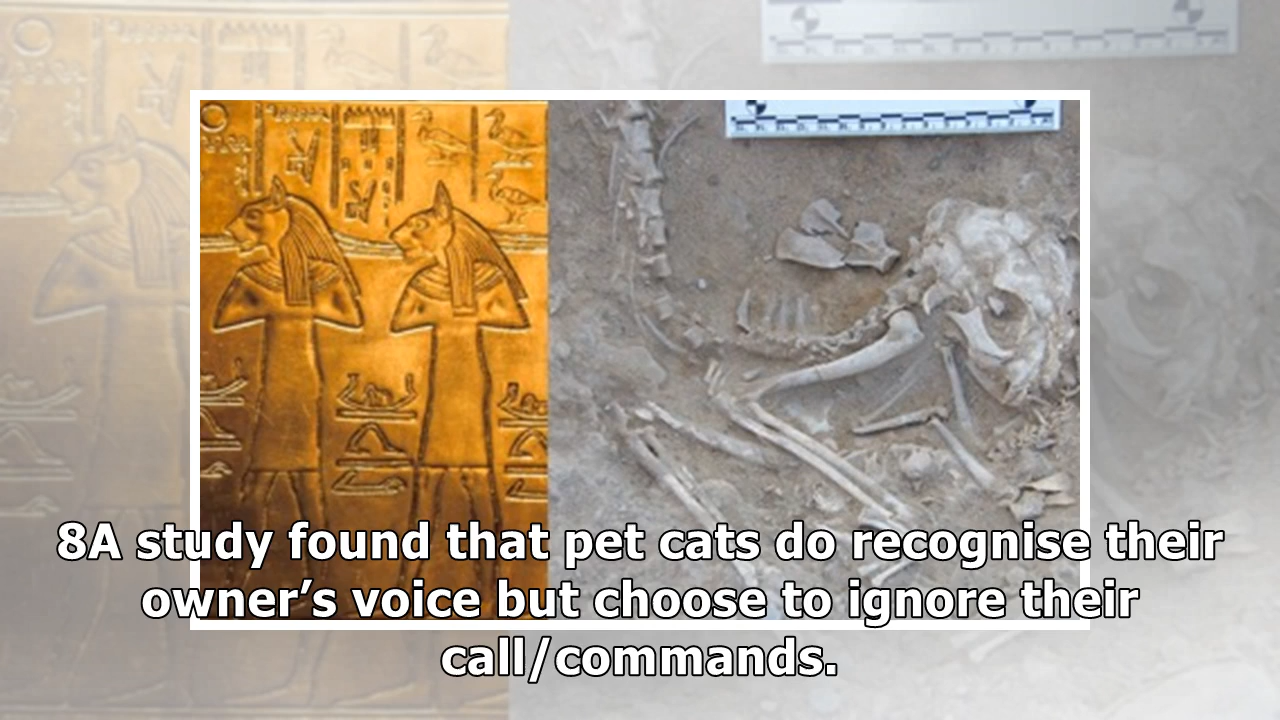 8A study found that pet cats do recognise their
owner’s voice but choose to ignore their
call/commands.